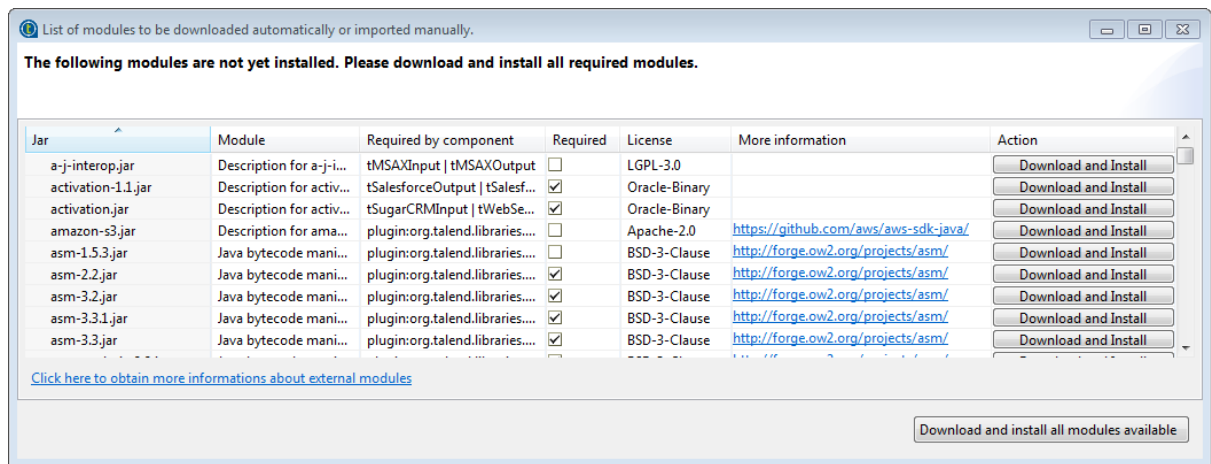 List of modules to be downloaded automatically or imported manually.
The following modules are not yet installed. Please download and install all required modules.
Jar Module Required by component Required License More information Action
a-j-interop.jar Description for a-j-i... tMSAXInput | tMSAXOutput LGPL-3.0 Download and Install
activation-1.1.jar Description for activ... tSalesforceOutput | tSalesf... Oracle-Binary Download and Install
activation.jar Description for activ... tSugarCRMInput | tWebSe... Oracle-Binary Download and Install
amazon-s3.jar Description for ama... plugin:org.talend.libraries.... Apache-2.0 https://github.com/aws/aws-sdk-java/ Download and Install
asm-1.5.3.jar Java bytecode mani... plugin:org.talend.libraries.... BSD-3-Clause http://forge.ow2.org/projects/asm/ Download and Install
asm-2.2.jar Java bytecode mani... plugin:org.talend.libraries.... BSD-3-Clause http://forge.ow2.org/projects/asm/ Download and Install
asm-3.2.jar Java bytecode mani... plugin:org.talend.libraries.... BSD-3-Clause http://forge.ow2.org/projects/asm/ Download and Install
asm-3.3.1.jar Java bytecode mani... plugin:org.talend.libraries.... BSD-3-Clause http://forge.ow2.org/projects/asm/ Download and Install
asm-3.3.jar Java bytecode mani... plugin:org.talend.libraries.... BSD-3-Clause http://forge.ow2.org/projects/asm/ Download and Install
Click here to obtain more informations about external modules
Download and install all modules available